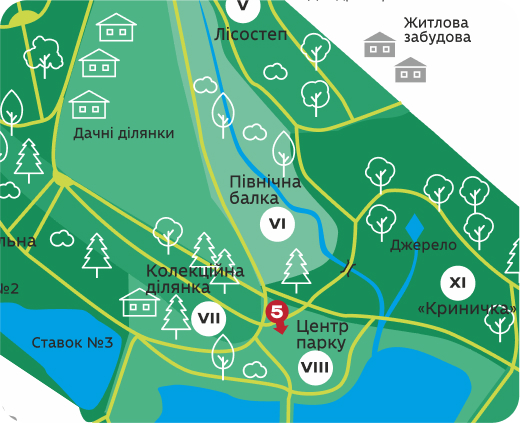 V
Лісостеп
Житлова
забудова
Дачні ділянки
Північна
балка
VI
льна
Джерело
Колекційна
ділянка
XI
«Криничка»
№2
VII
5
Центр
парку
Ставок №3
VIII